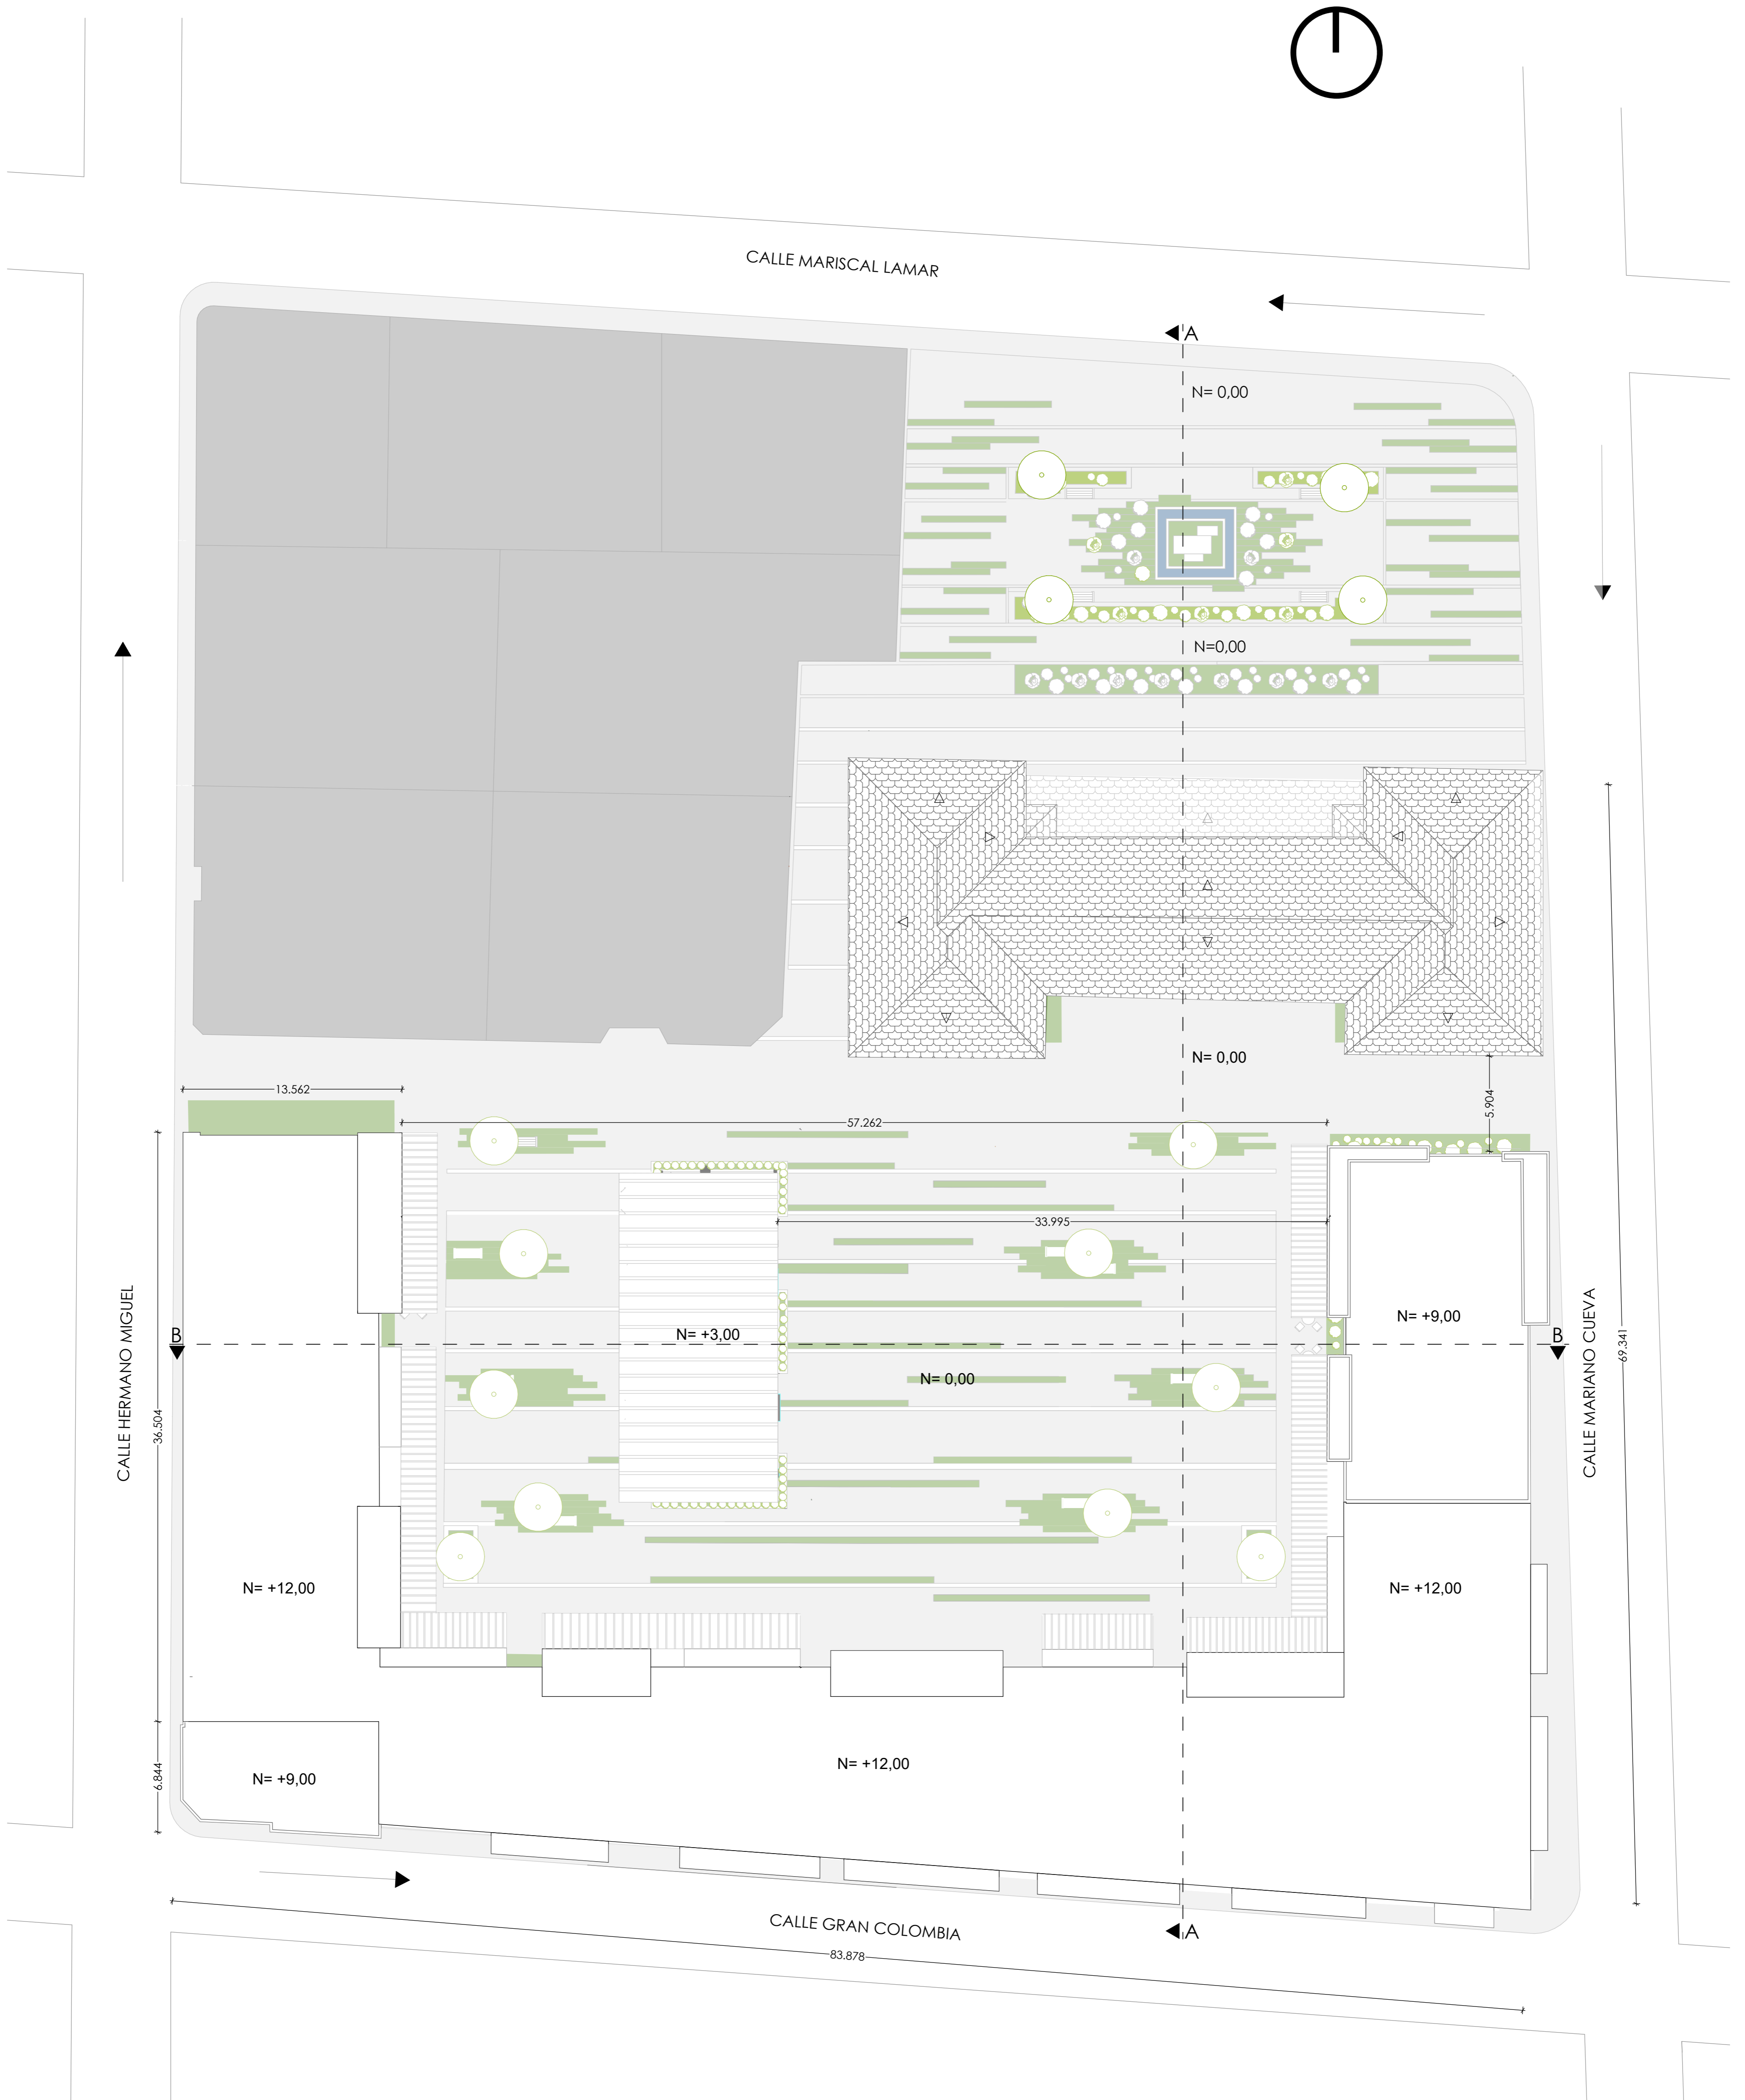 CALLE MARISCAL LAMAR
A
N= 0,00
N=0,00
N= 0,00
13.562
57.262
5.904
33.995
CALLE HERMANO MIGUEL
B
N= +3,00
N= +9,00
B
CALLE MARIANO CUEVA
69.341
N= 0,00
36.504
N= +12,00
N= +12,00
N= +12,00
6.844
N= +9,00
CALLE GRAN COLOMBIA
A
83.878